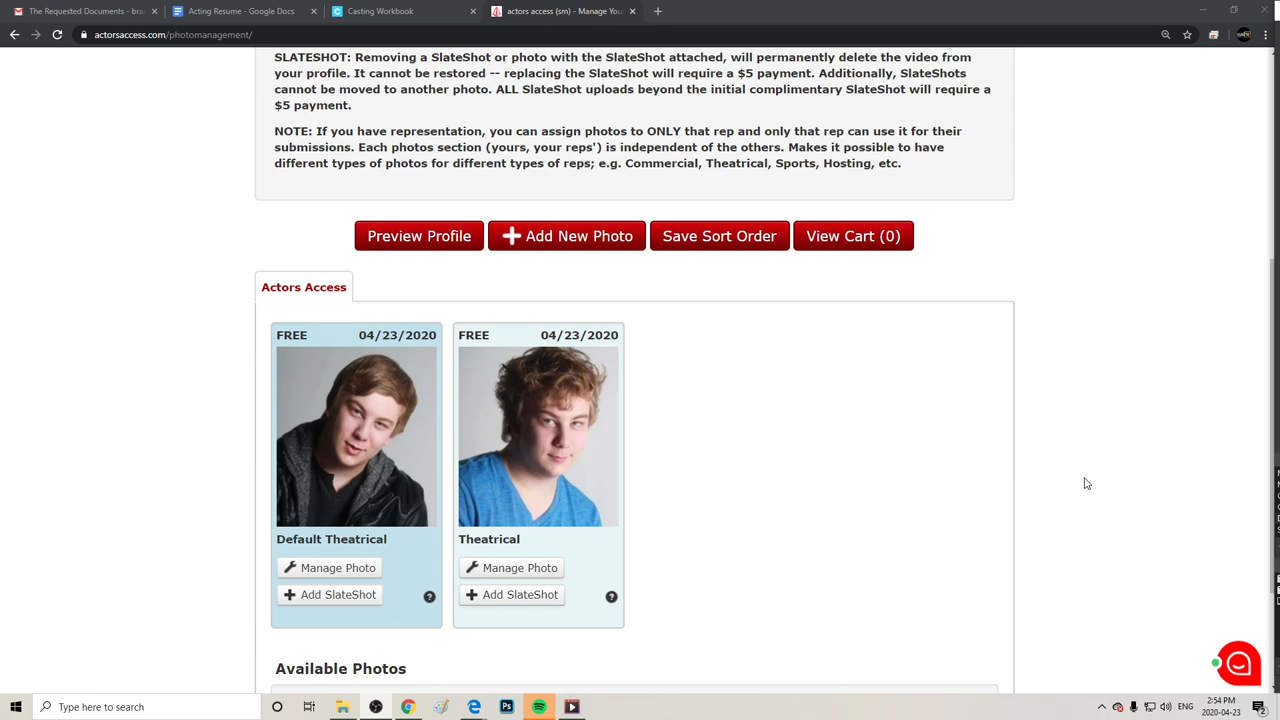 The Requested Documents - bra
Acting Resume - Google Docs
Casting Workbook
actors access (sm) - Manage You
actorsaccess.com/photomanagement/
SLATESHOT: Removing a SlateShot or photo with the SlateShot attached, will permanently delete the video from
your profile. It cannot be restored -- replacing the SlateShot will require a $5 payment. Additionally, SlateShots
cannot be moved to another photo. ALL SlateShot uploads beyond the initial complimentary SlateShot will require a
$5 payment.
NOTE: If you have representation, you can assign photos to ONLY that rep and only that rep can use it for their
submissions. Each photos section (yours, your reps') is independent of the others. Makes it possible to have
different types of photos for different types of reps; e.g. Commercial, Theatrical, Sports, Hosting, etc.
Preview Profile
Add New Photo
Save Sort Order
View Cart (0)
Actors Access
FREE 04/23/2020
FREE 04/23/2020
Default Theatrical
Theatrical
Manage Photo
Manage Photo
Add SlateShot
Add SlateShot
Available Photos
Type here to search
Ps
ENG
2:54 PM
2020-04-23
2